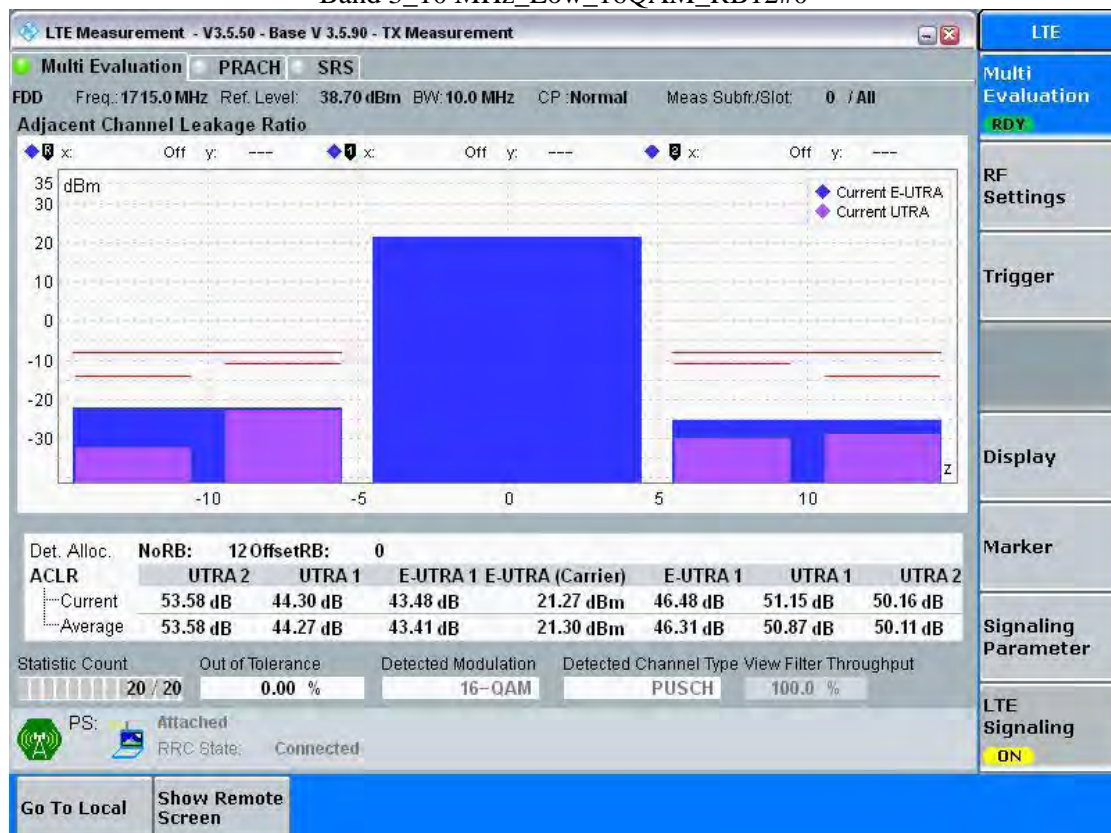 LTE Measurement - V3.5.50 - Base V 3.5.90 - TX Measurement
LTE
Multi Evaluation PRACH SRS
Multi
Evaluation
RDY
FDD Freq.: 1715.0 MHz Ref. Level: 38.70 dBm BW: 10.0 MHz CP :Normal Meas Subfr./Slot: 0 / All
Adjacent Channel Leakage Ratio
R x: Off y: --- 1 x: Off y: --- 2 x: Off y: ---
35 dBm
30
20
10
0
-10
-20
-30
Current E-UTRA
Current UTRA
z
-10 -5 0 5 10
RF
Settings
Trigger
Display
Marker
Signaling
Parameter
LTE
Signaling
ON
Det. Alloc. NoRB: 12 OffsetRB: 0
ACLR UTRA 2 UTRA 1 E-UTRA 1 E-UTRA (Carrier) E-UTRA 1 UTRA 1 UTRA 2
Current 53.58 dB 44.30 dB 43.48 dB 21.27 dBm 46.48 dB 51.15 dB 50.16 dB
Average 53.58 dB 44.27 dB 43.41 dB 21.30 dBm 46.31 dB 50.87 dB 50.11 dB
Statistic Count Out of Tolerance Detected Modulation Detected Channel Type View Filter Throughput
20 / 20 0.00 % 16-QAM PUSCH 100.0 %
PS: Attached
RRC State: Connected
Go To Local
Show Remote
Screen